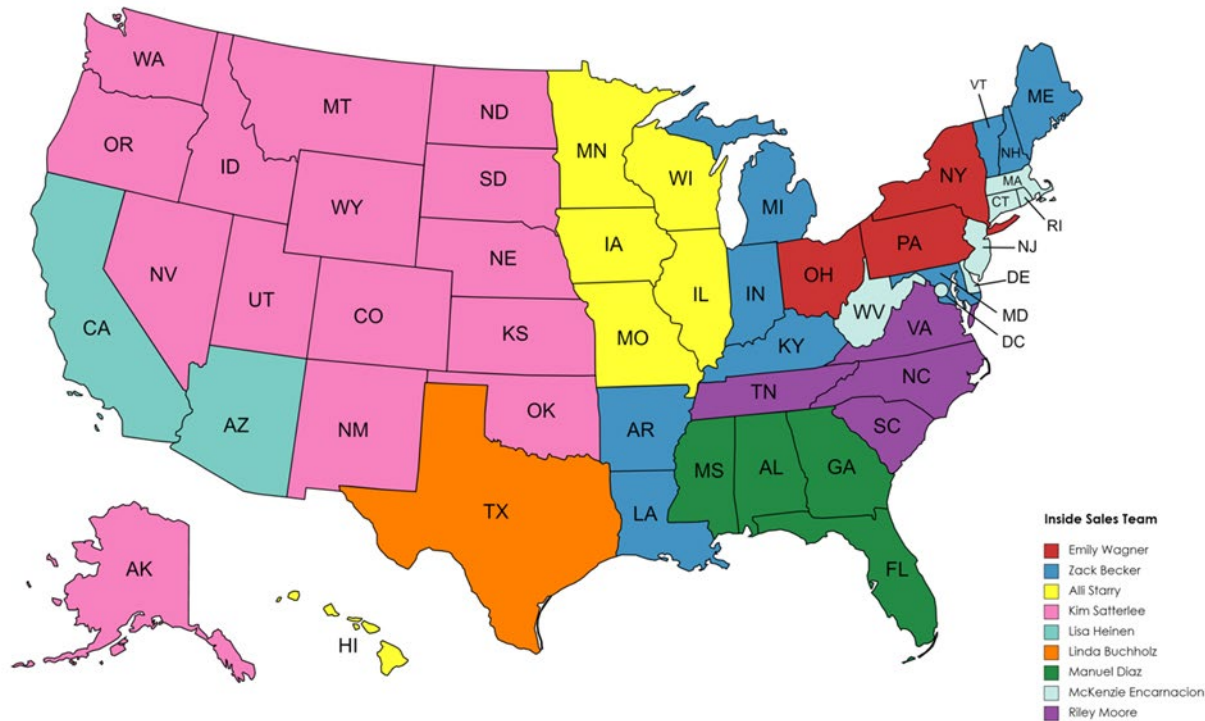 WA
MT
ND
MN
VT
ME
OR
ID
SD
WI
NY
NH
MA
WY
MI
CT
RI
IA
PA
NJ
NE
OH
DE
NV
UT
IL
IN
MD
CO
WV
DC
CA
KS
MO
VA
KY
NC
TN
AZ
NM
OK
AR
SC
MS
AL
GA
TX
LA
FL
AK
HI
Inside Sales Team
Emily Wagner
Zack Becker
Alli Starry
Kim Satterlee
Lisa Heinen
Linda Buchholz
Manuel Diaz
McKenzie Encarnacion
Riley Moore